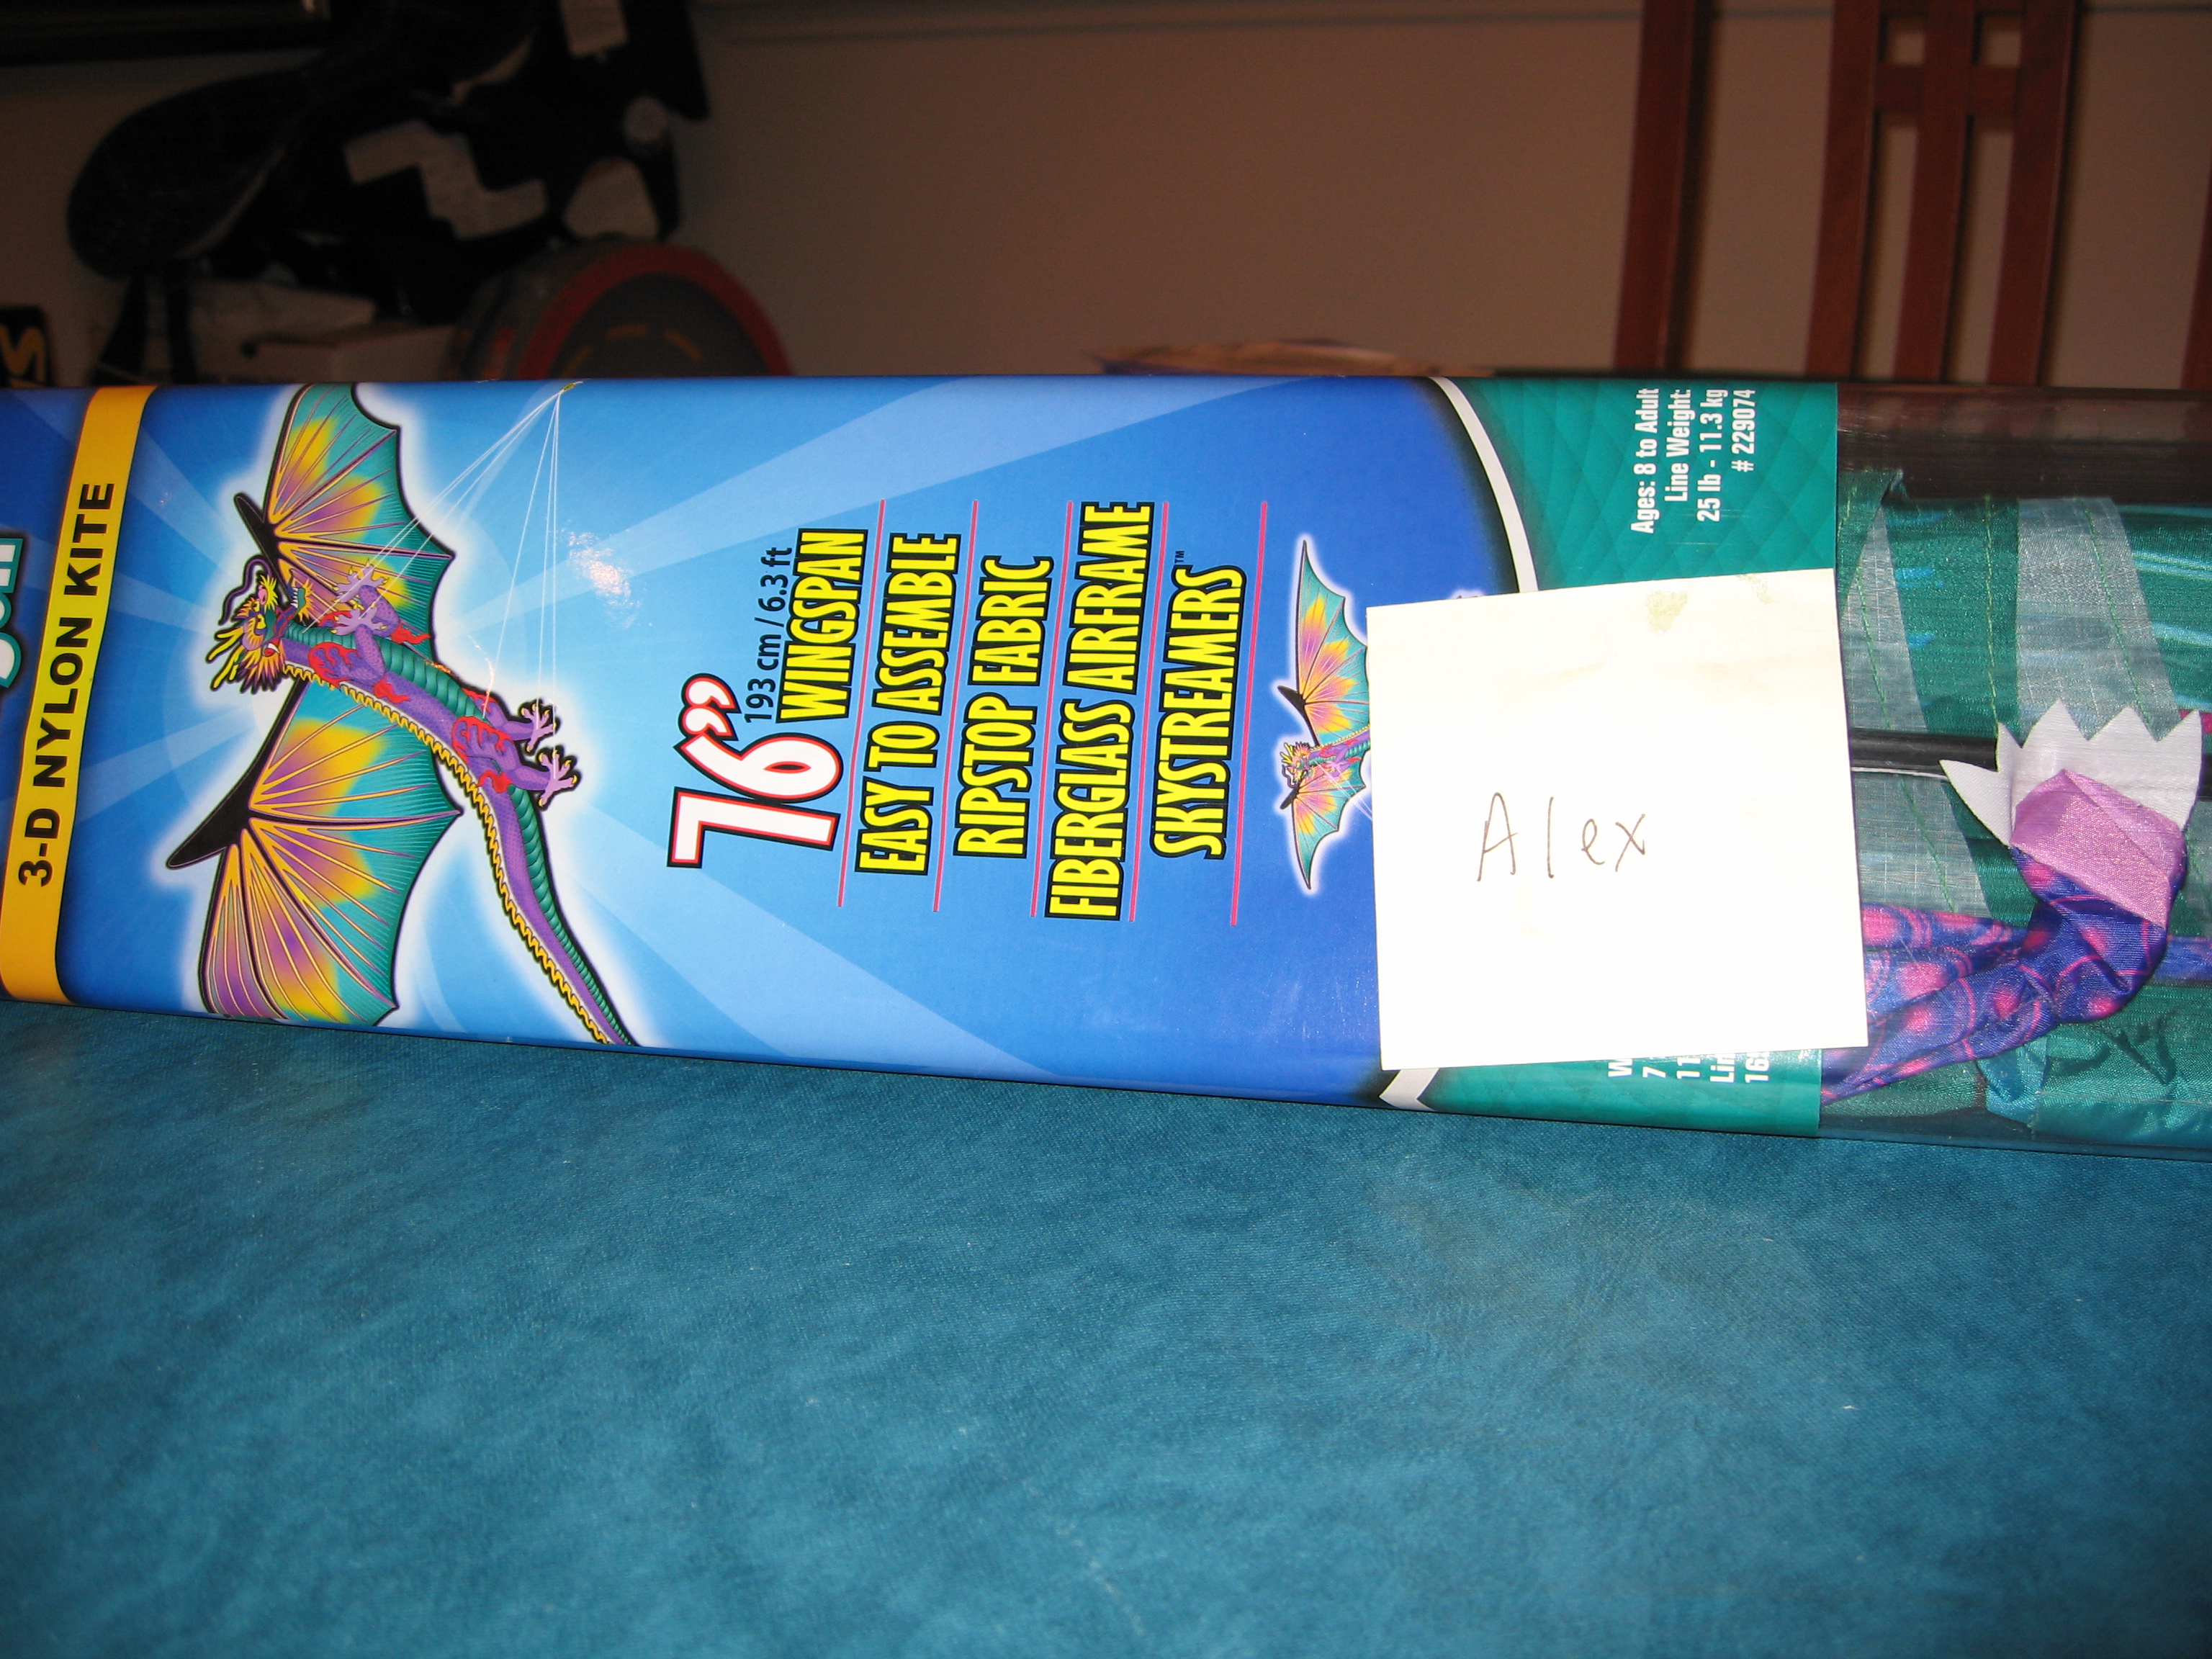 3-D NYLON KITE
76”
193 cm / 6.3 ft
WINGSPAN
EASY TO ASSEMBLE
RIPSTOP FABRIC
FIBERGLASS AIRFRAME
SKYSTREAMERS™
Ages: 8 to Adult
Line Weight:
25 lb - 11.3 kg
# 229074
Alex